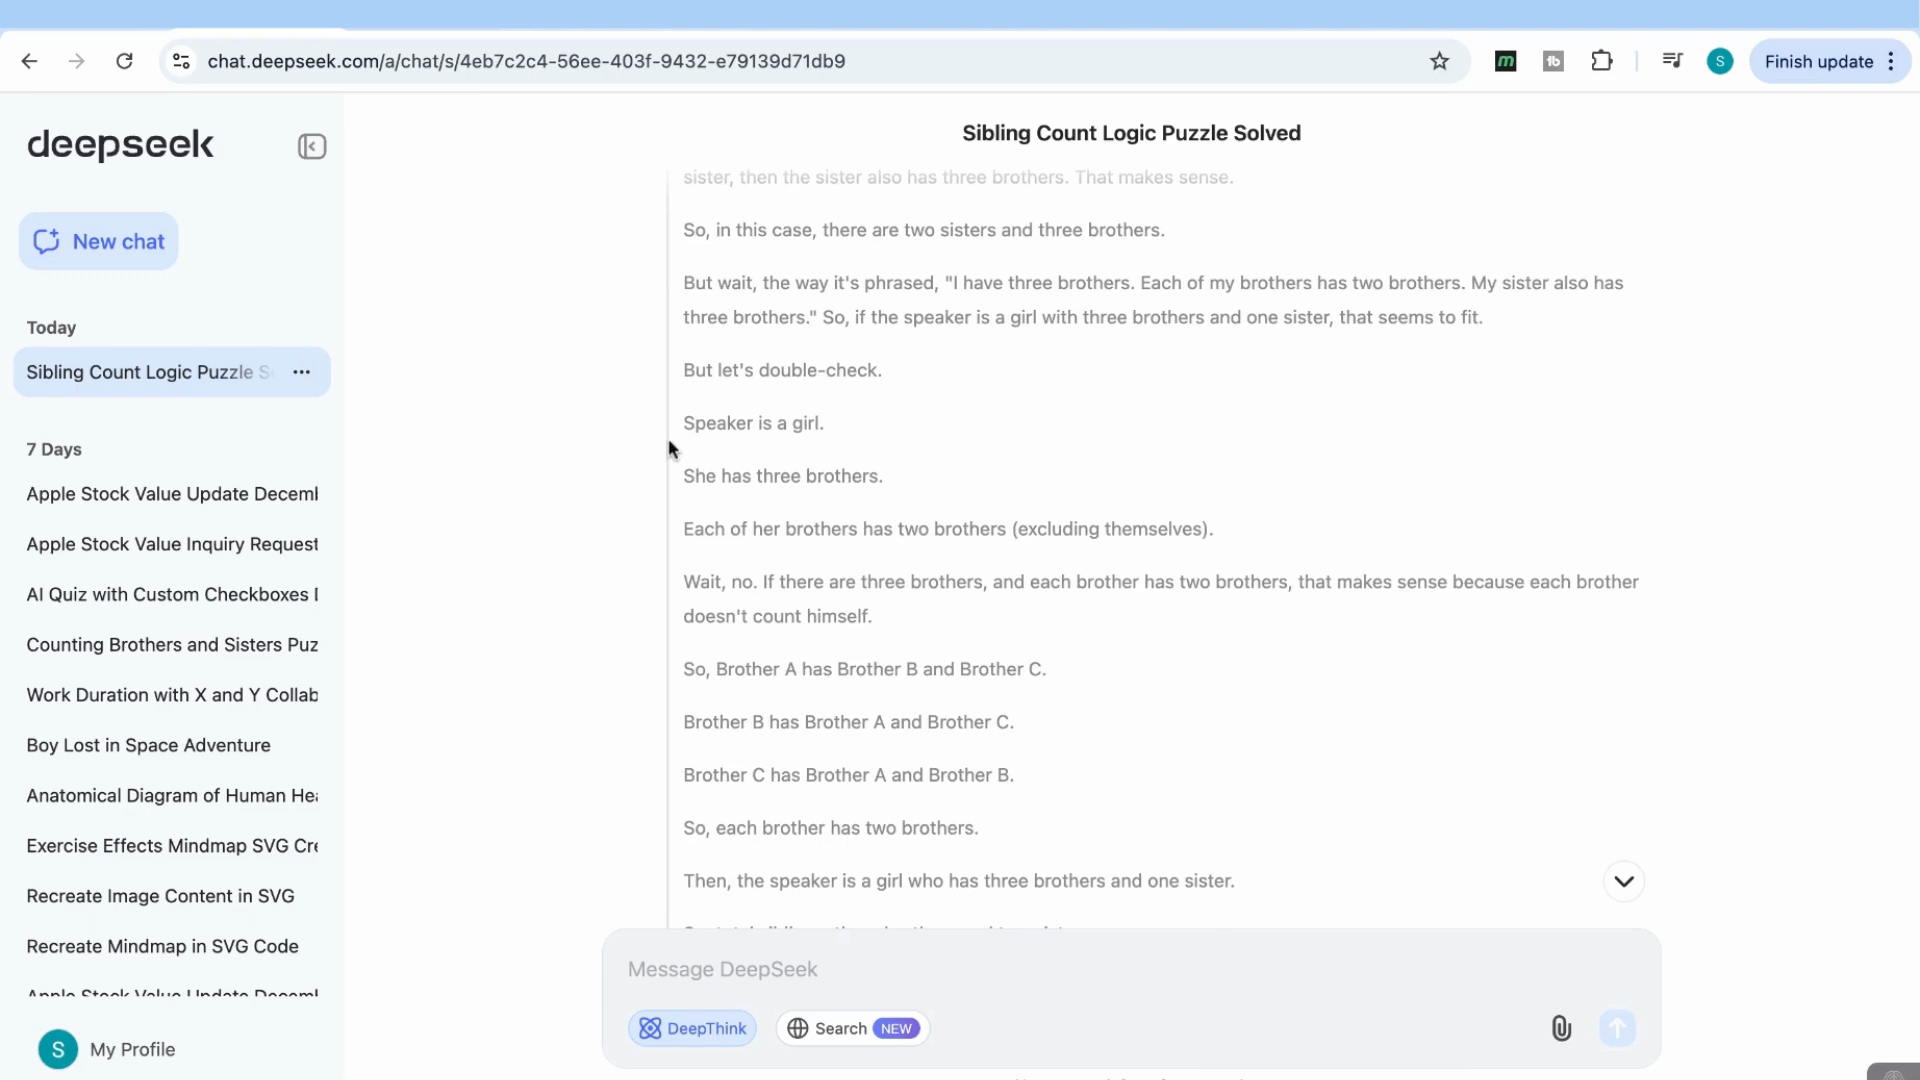 chat.deepseek.com/a/chat/s/4eb7c2c4-56ee-403f-9432-e79139d71db9
S
Finish update
deepseek
New chat
Today
Sibling Count Logic Puzzle S
7 Days
Apple Stock Value Update Decemb
Apple Stock Value Inquiry Request
AI Quiz with Custom Checkboxes
Counting Brothers and Sisters Puz
Work Duration with X and Y Collab
Boy Lost in Space Adventure
Anatomical Diagram of Human Hea
Exercise Effects Mindmap SVG Cre
Recreate Image Content in SVG
Recreate Mindmap in SVG Code
Apple Stock Value Update Decemb
S
My Profile
Sibling Count Logic Puzzle Solved
sister, then the sister also has three brothers. That makes sense.
So, in this case, there are two sisters and three brothers.
But wait, the way it's phrased, "I have three brothers. Each of my brothers has two brothers. My sister also has
three brothers." So, if the speaker is a girl with three brothers and one sister, that seems to fit.
But let's double-check.
Speaker is a girl.
She has three brothers.
Each of her brothers has two brothers (excluding themselves).
Wait, no. If there are three brothers, and each brother has two brothers, that makes sense because each brother
doesn't count himself.
So, Brother A has Brother B and Brother C.
Brother B has Brother A and Brother C.
Brother C has Brother A and Brother B.
So, each brother has two brothers.
Then, the speaker is a girl who has three brothers and one sister.
Message DeepSeek
DeepThink
Search NEW